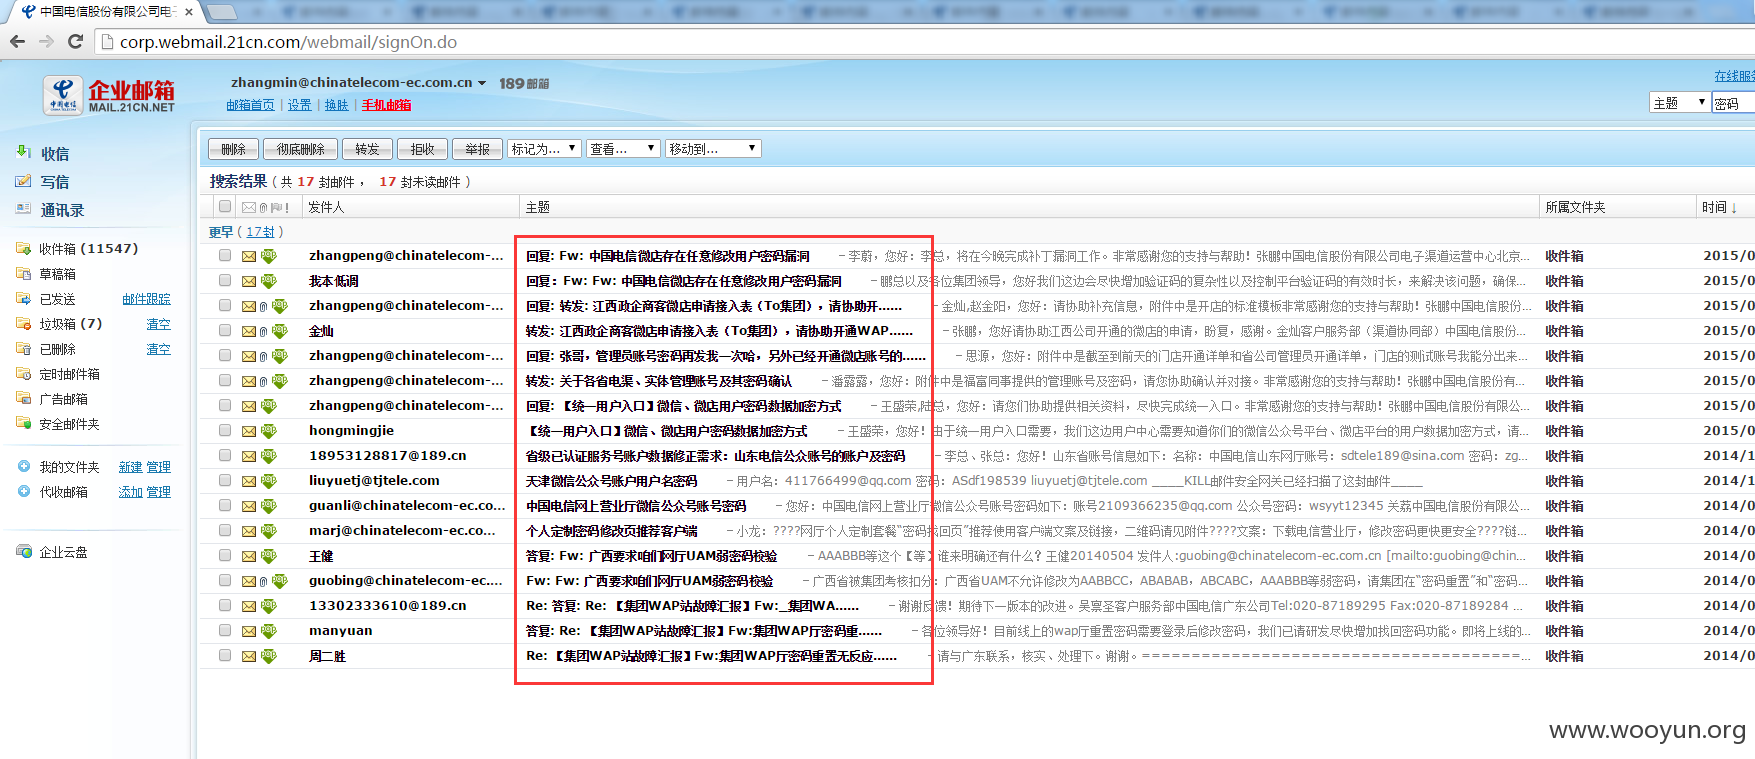 中国电信股份有限公司电子
corp.webmail.21cn.com/webmail/signOn.do
中国电信 企业邮箱 MAIL.21CN.NET
zhangmin@chinatelecom-ec.com.cn 189邮箱
在线服务
邮箱首页 | 设置 | 换肤 | 手机邮箱
主题 密码
收信
写信
通讯录
收件箱 (11547)
草稿箱
已发送 邮件跟踪
垃圾箱 (7) 清空
已删除 清空
定时邮件箱
广告邮箱
安全邮件夹
我的文件夹 新建 管理
代收邮箱 添加 管理
企业云盘
删除 彻底删除 转发 拒收 举报 标记为... 查看... 移动到...
搜索结果 ( 共 17 封邮件 ， 17 封未读邮件 )
发件人 主题 所属文件夹 时间 ↓
更早 ( 17封 )
zhangpeng@chinatelecom-... 回复: Fw: 中国电信微店存在任意修改用户密码漏洞 - 李蔚，您好：李总，将在今晚完成补丁漏洞工作。非常感谢您的支持与帮助！张鹏中国电信股份有限公司电子渠道运营中心北京... 收件箱 2015/0
我本低调 回复：Fw: Fw: 中国电信微店存在任意修改用户密码漏洞 - 鹏总以及各位集团领导，您好我们这边会尽快增加验证码的复杂性以及控制平台验证码的有效时长，来解决该问题，确保... 收件箱 2015/0
zhangpeng@chinatelecom-... 回复: 转发: 江西政企商客微店申请接入表（To集团），请协助开...... - 金灿,赵金阳，您好：请协助补充信息，附件中是开店的标准模板非常感谢您的支持与帮助！张鹏中国电信股份... 收件箱 2015/0
金灿 转发: 江西政企商客微店申请接入表（To集团），请协助开通WAP...... - 张鹏，您好请协助江西公司开通的微店的申请，盼复，感谢。金灿客户服务部（渠道协同部）中国电信股份... 收件箱 2015/0
zhangpeng@chinatelecom-... 回复: 张哥，管理员账号密码再发我一次哈，另外已经开通微店账号的...... - 思源，您好：附件中是截至到前天的门店开通详单和省公司管理员开通详单，门店的测试账号我能分出来... 收件箱 2015/0
zhangpeng@chinatelecom-... 转发: 关于各省电渠、实体管理账号及其密码确认 - 潘露露，您好：附件中是福富同事提供的管理账号及密码，请您协助确认并对接。非常感谢您的支持与帮助！张鹏中国电信股份有... 收件箱 2015/0
zhangpeng@chinatelecom-... 回复: 【统一用户入口】微信、微店用户密码数据加密方式 - 王盛荣,陆总，您好：请您们协助提供相关资料，尽快完成统一入口。非常感谢您的支持与帮助！张鹏中国电信股份有限公... 收件箱 2015/0
hongmingjie 【统一用户入口】微信、微店用户密码数据加密方式 - 王盛荣，您好！由于统一用户入口需要，我们这边用户中心需要知道你们的微信公众号平台、微店平台的用户数据加密方式，请... 收件箱 2015/0
18953128817@189.cn 省级已认证服务号账户数据修正需求：山东电信公众账号的账户及密码 - 李总、张总：您好！山东省账号信息如下：名称：中国电信山东网厅账号：sdtele189@sina.com 密码：zg... 收件箱 2014/1
liuyuetj@tjtele.com 天津微信公众号账户用户名密码 - 用户名：411766499@qq.com 密码：ASdf198539 liuyuetj@tjtele.com _____KILL邮件安全网关已经扫描了这封邮件_____ 收件箱 2014/1
guanli@chinatelecom-ec.co... 中国电信网上营业厅微信公众号账号密码 - 您好：中国电信网上营业厅微信公众号账号密码如下：账号2109366235@qq.com 公众号密码：wsyyt12345 关荔中国电信股份有... 收件箱 2014/0
marj@chinatelecom-ec.co... 个人定制密码修改页推荐客户端 - 小龙：????网厅个人定制套餐“密码找回页”推荐使用客户端文案及链接，二维码请见附件????文案：下载电信营业厅，修改密码更快更安全????链... 收件箱 2014/0
王健 答复: Fw: 广西要求咱们网厅UAM弱密码校验 - AAABBB等这个【等】谁来明确还有什么？王健20140504 发件人:guobing@chinatelecom-ec.com.cn [mailto:guobing@chin... 收件箱 2014/0
guobing@chinatelecom-ec.... Fw: Fw: 广西要求咱们网厅UAM弱密码校验 - 广西省被集团考核扣分：广西省UAM不允许修改为AABBCC，ABABAB，ABCABC，AAABBB等弱密码，请集团在“密码重置”和“密码... 收件箱 2014/0
13302333610@189.cn Re: 答复: Re: 【集团WAP站故障汇报】Fw:_集团WA...... - 谢谢反馈！期待下一版本的改进。吴寡圣客户服务部中国电信广东公司Tel:020-87189295 Fax:020-87189284 ... 收件箱 2014/0
manyuan 答复: Re: 【集团WAP站故障汇报】Fw:集团WAP厅密码重...... - 各位领导好！目前线上的wap厅重置密码需要登录后修改密码，我们已请研发尽快增加找回密码功能。即将上线的... 收件箱 2014/0
周二胜 Re: 【集团WAP站故障汇报】Fw:集团WAP厅密码重置无反应...... - 请与广东联系，核实、处理下。谢谢。======================================... 收件箱 2014/0
www.wooyun.org